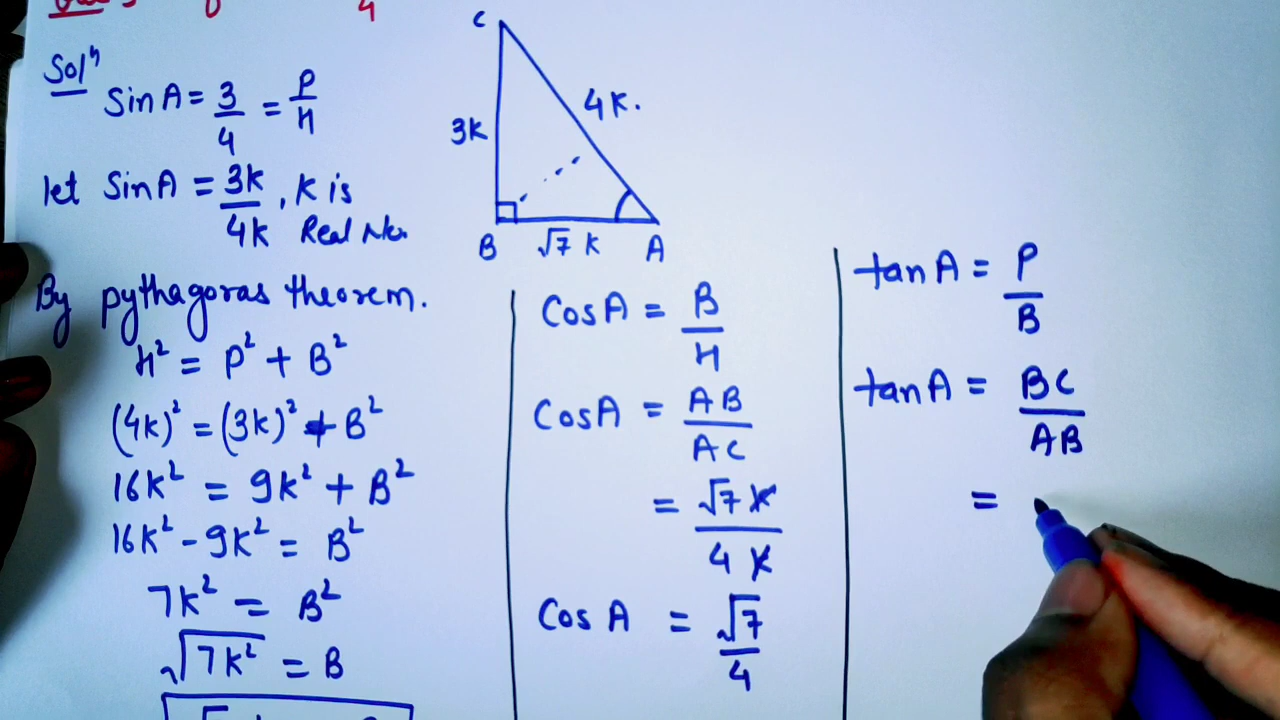 4
Solⁿ
Sin A = 3/4 = P/H
let Sin A = 3k/4k, K is
Real No.
C
3K
4K.
B
√7 K
A
By pythagoras theorem.
H² = P² + B²
(4k)² = (3k)² + B²
16k² = 9k² + B²
16k² - 9k² = B²
7k² = B²
√7k² = B
Cos A = B/H
Cos A = AB/AC
= √7 K/4 K
Cos A = √7/4
tan A = P/B
tan A = BC/AB
=